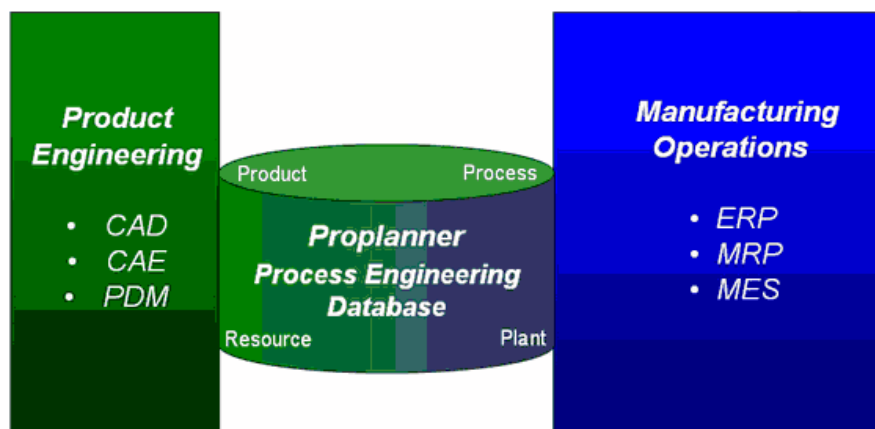 Product
Engineering
• CAD
• CAE
• PDM
Product
Process
Proplanner
Process Engineering
Database
Resource
Plant
Manufacturing
Operations
• ERP
• MRP
• MES